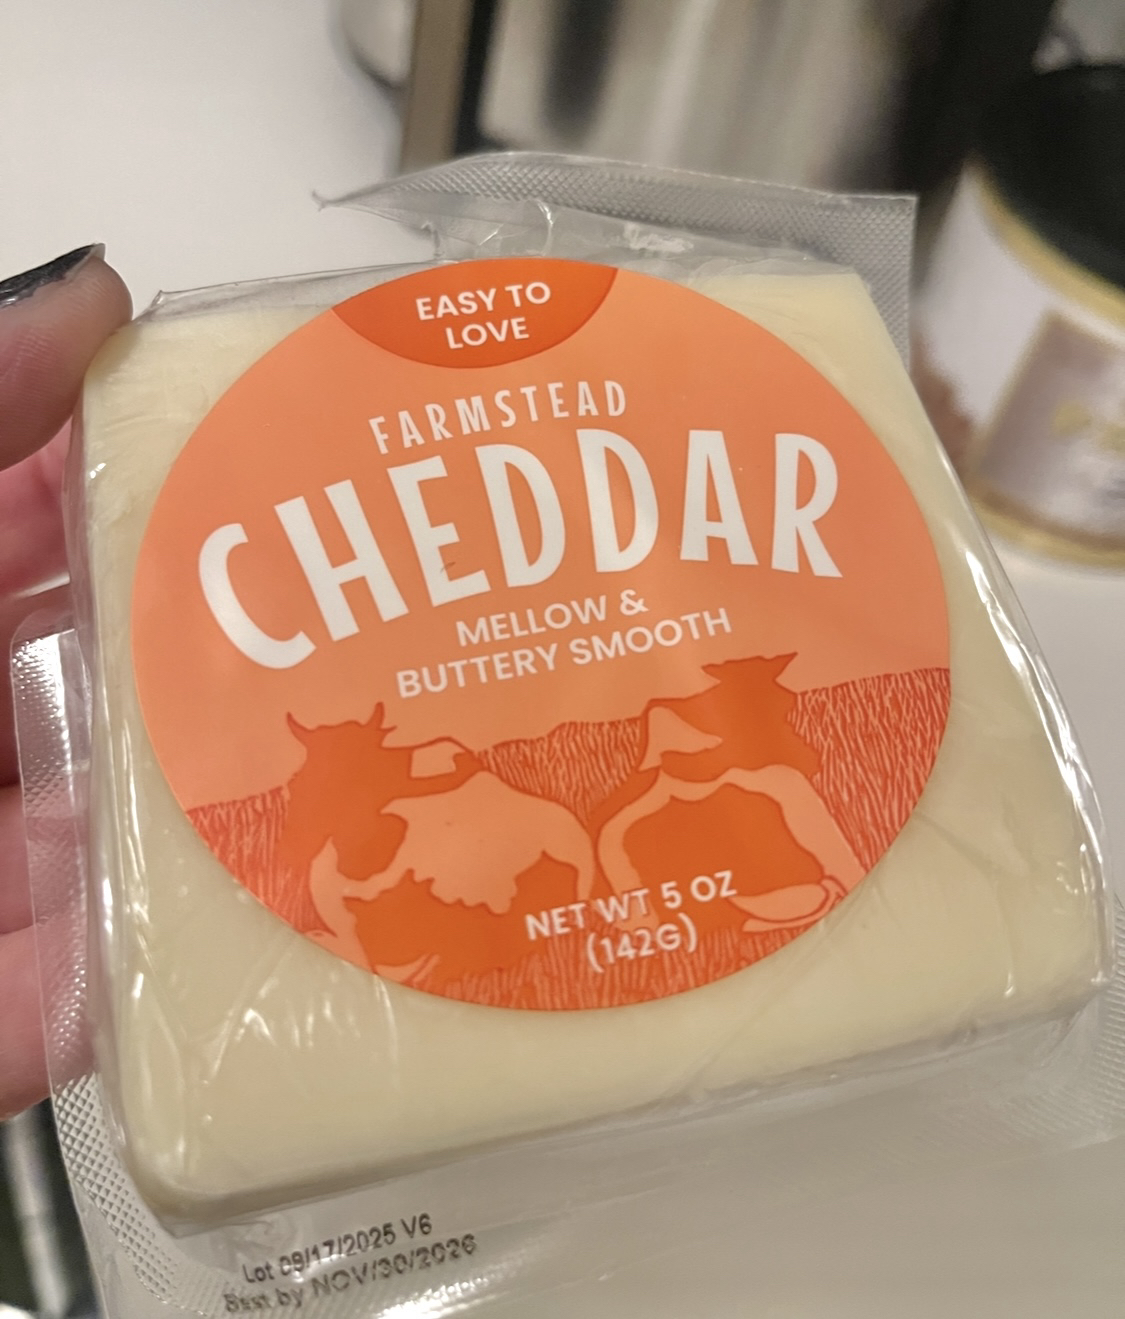 EASY TO
LOVE
FARMSTEAD
CHEDDAR
MELLOW &
BUTTERY SMOOTH
NET WT 5 OZ
(142G)
Lot 09/17/2025 V6
Best by NOV/30/2026